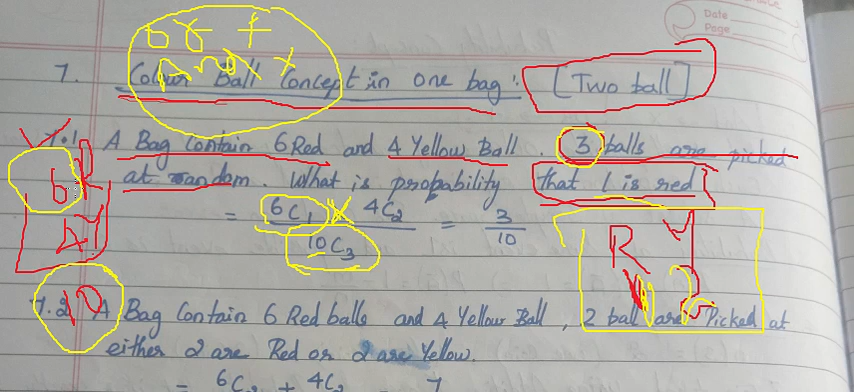 Date
Page
7. Colour Ball Concept in one bag: [Two ball]
7.1 A Bag Contain 6 Red and 4 Yellow Ball. 3 balls are picked
at random. What is propability that 1 is red
= 6C1 × 4C2 / 10C3 = 3/10
6R
4Y
10
R Y
1 2
7.2 A Bag Contain 6 Red balls and 4 Yellow Ball, 2 ball are Picked at
either 2 are Red or 2 are Yellow.
= 6C2 + 4C2 = 7